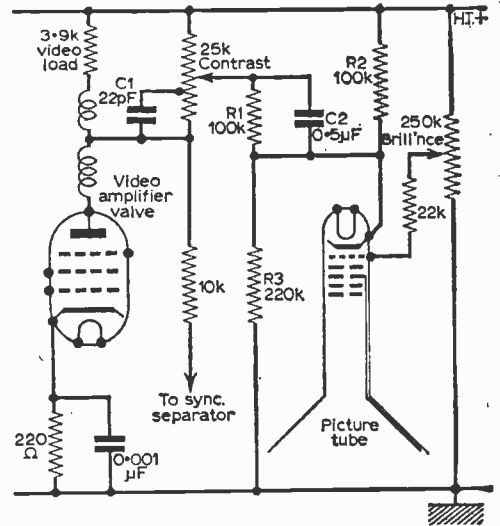 H.T.+
3·9k
video
load
25k
Contrast
C1
22pF
R1
100k
C2
0·5µF
R2
100k
250k
Brill'nce
22k
Video
amplifier
valve
10k
R3
220k
To sync.
separator
Picture
tube
220
Ω
0·001
µF